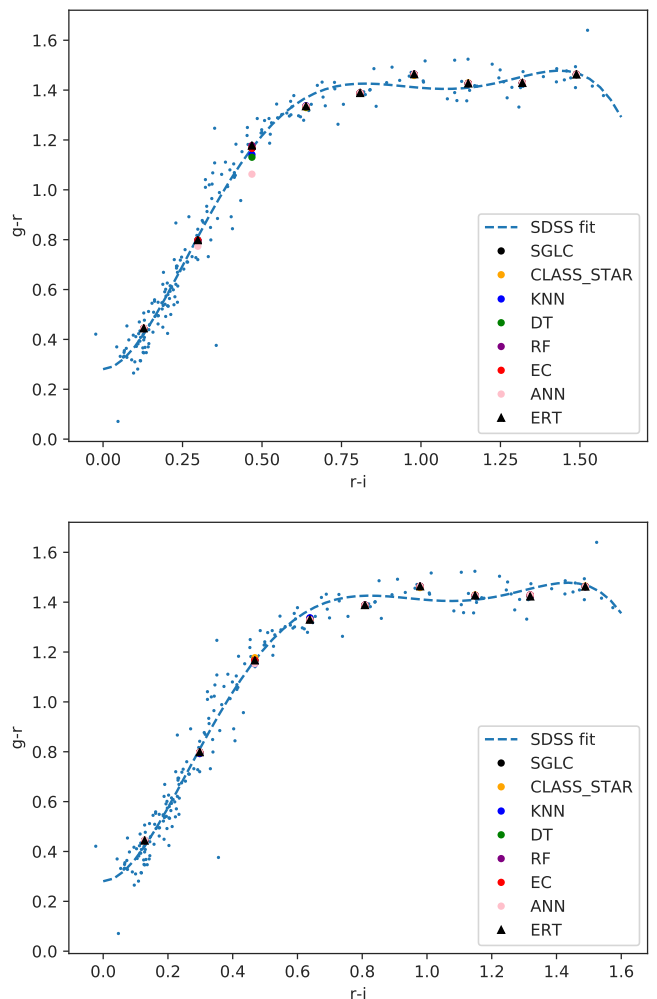 1.6
1.4
1.2
1.0
0.8
0.6
0.4
0.2
0.0
g-r
SDSS fit
SGLC
CLASS_STAR
KNN
DT
RF
EC
ANN
ERT
0.00 0.25 0.50 0.75 1.00 1.25 1.50
r-i
1.6
1.4
1.2
1.0
0.8
0.6
0.4
0.2
0.0
g-r
SDSS fit
SGLC
CLASS_STAR
KNN
DT
RF
EC
ANN
ERT
0.0 0.2 0.4 0.6 0.8 1.0 1.2 1.4 1.6
r-i